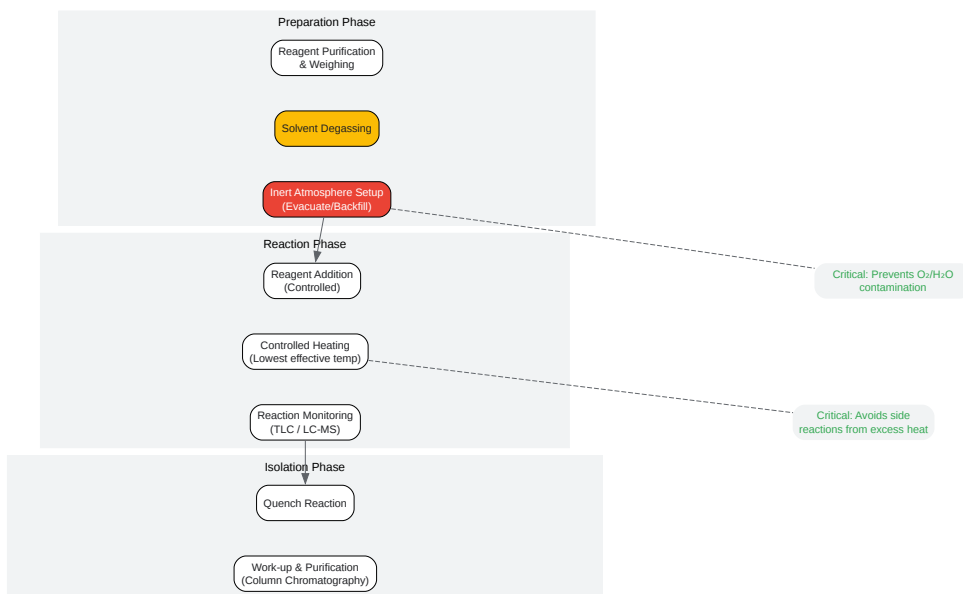 Preparation Phase
Reagent Purification
& Weighing
Solvent Degassing
Inert Atmosphere Setup
(Evacuate/Backfill)
Reaction Phase
Reagent Addition
(Controlled)
Critical: Prevents O₂/H₂O
contamination
Controlled Heating
(Lowest effective temp)
Reaction Monitoring
(TLC / LC-MS)
Critical: Avoids side
reactions from excess heat
Isolation Phase
Quench Reaction
Work-up & Purification
(Column Chromatography)